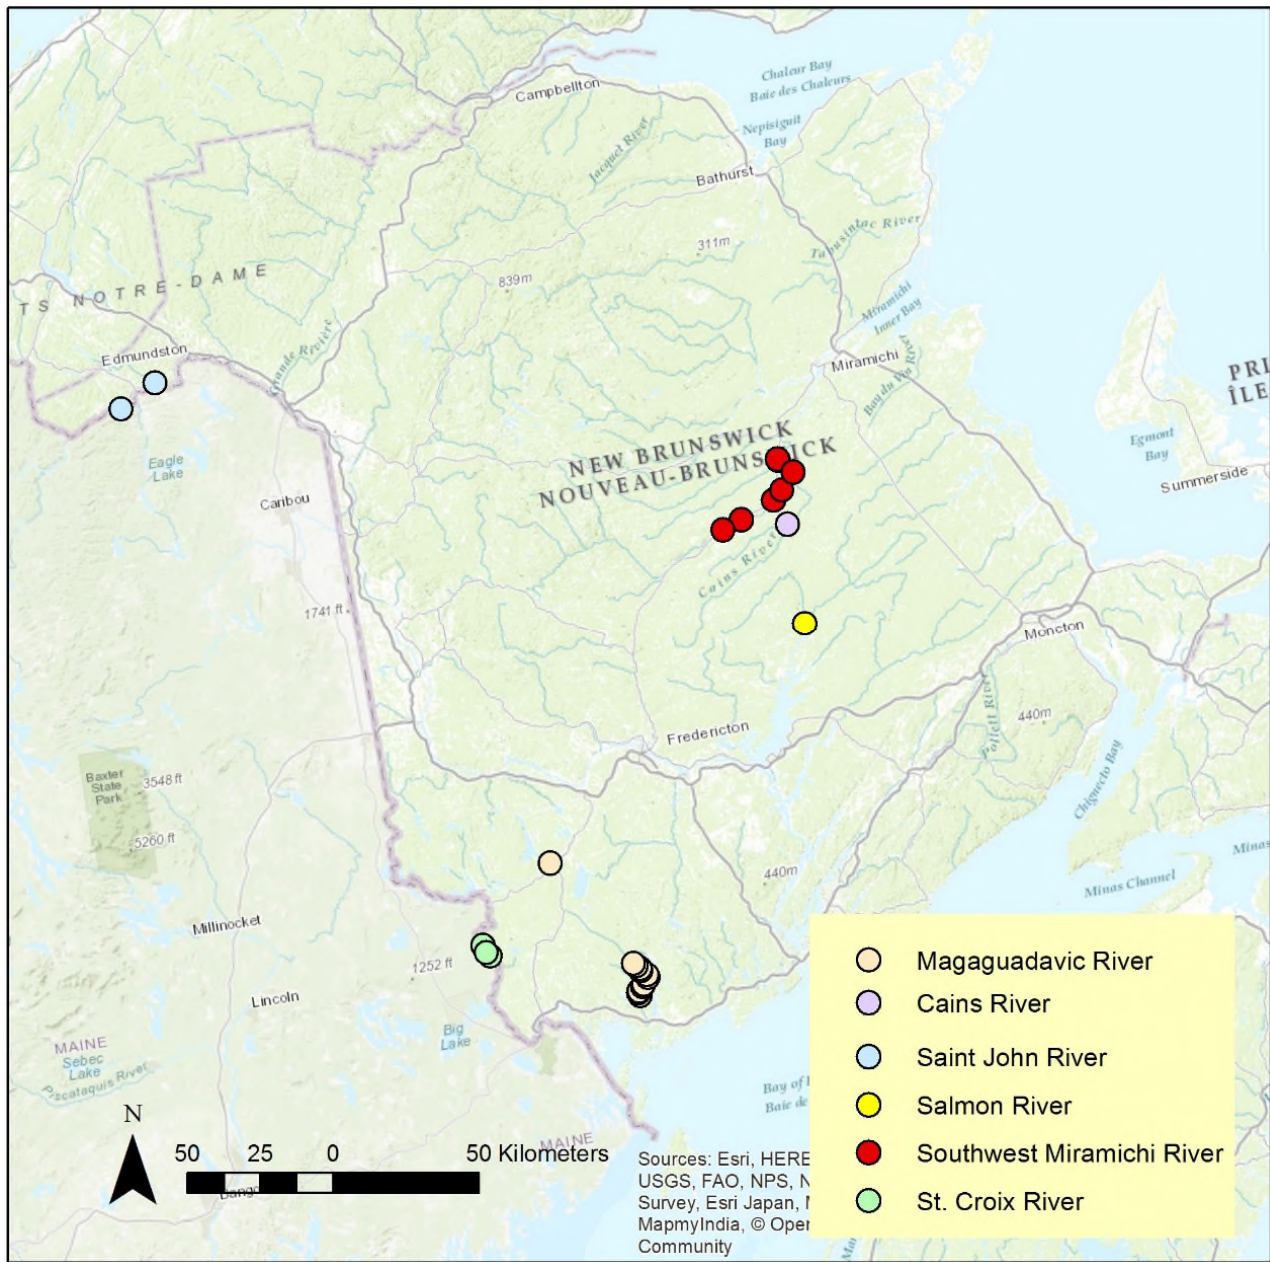 Chaleur Bay
Baie des Chaleurs
Campbellton
Nepisiguit
Bay
Jacquet River
Bathurst
Tabusintac River
311m
839m
TS NOTRE-DAME
Miramichi
Inner Bay
Edmundston
Grande Rivière
Miramichi
Bay du Vin River
PRI
ÎLE
NEW BRUNSWICK
NOUVEAU-BRUNSWICK
Egmont
Bay
Summerside
Eagle
Lake
Caribou
Cains River
1741 ft
Moncton
Pollett River
440m
Fredericton
Chignecto Bay
Baxter
State
Park
3548 ft
5260 ft
440m
Minas
Minas Channel
Millinocket
1252 ft
Lincoln
Big
Lake
MAINE
Sebec
Lake
Piscataquis River
Bay of
Baie de
MAINE
N
50 25 0 50 Kilometers
Magaguadavic River
Cains River
Saint John River
Salmon River
Southwest Miramichi River
St. Croix River
Sources: Esri, HERE
USGS, FAO, NPS, N
Survey, Esri Japan,
MapmyIndia, © Oper
Community